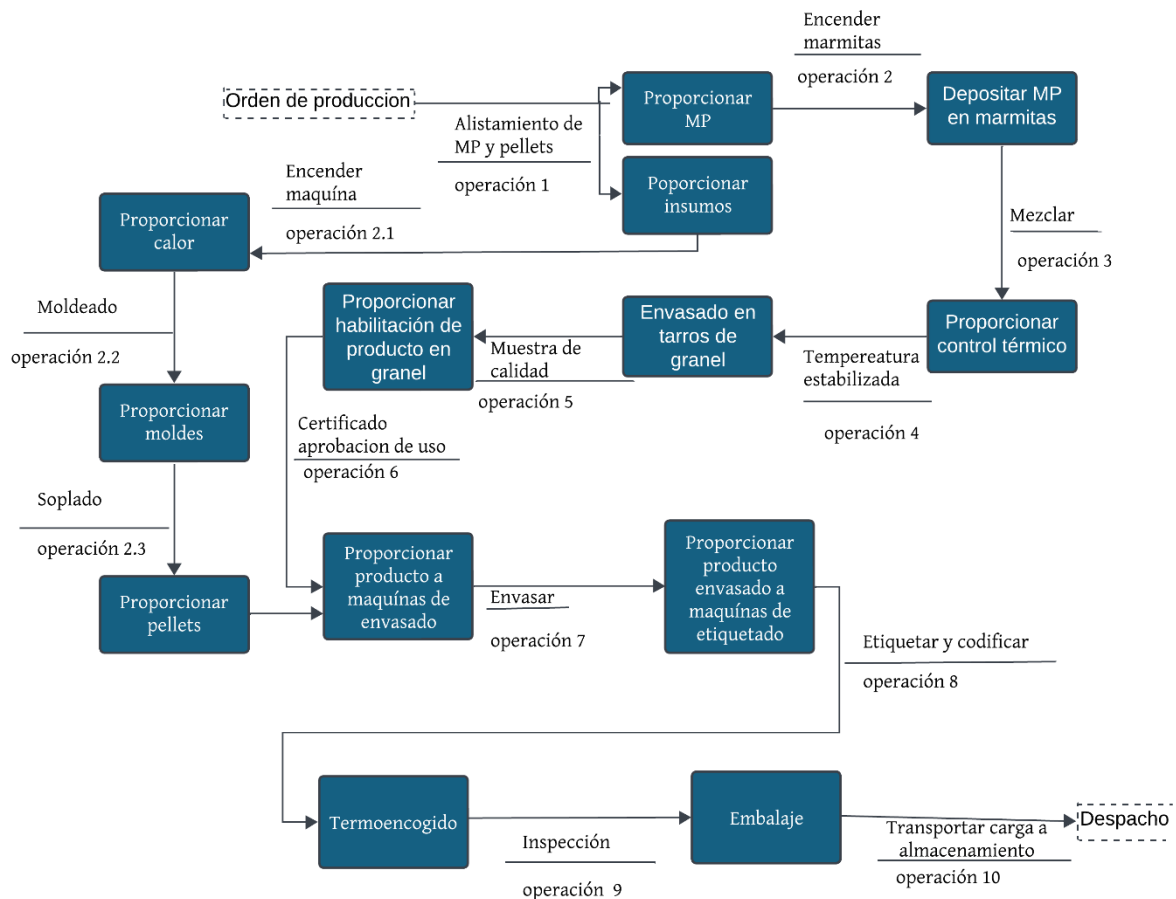 Encender
marmitas
operación 2
Orden de produccion
Proporcionar
MP
Depositar MP
en marmitas
Alistamiento de
MP y pellets
operación 1
Poporcionar
insumos
Encender
maquína
operación 2.1
Proporcionar
calor
Mezclar
operación 3
Moldeado
operación 2.2
Proporcionar
habilitación de
producto en
granel
Muestra de
calidad
operación 5
Envasado en
tarros de
granel
Tempereatura
estabilizada
operación 4
Proporcionar
control térmico
Proporcionar
moldes
Certificado
aprobacion de uso
operación 6
Soplado
operación 2.3
Proporcionar
pellets
Proporcionar
producto a
maquínas de
envasado
Envasar
operación 7
Proporcionar
producto
envasado a
maquínas de
etiquetado
Etiquetar y codificar
operación 8
Termoencogido
Inspección
operación 9
Embalaje
Transportar carga a
almacenamiento
operación 10
Despacho